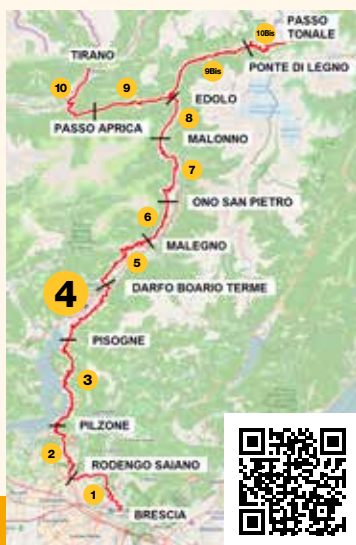 PASSO
TONALE
10Bis
TIRANO
PONTE DI LEGNO
9Bis
10
9
EDOLO
PASSO APRICA
8
MALONNO
7
ONO SAN PIETRO
6
MALEGNO
5
DARFO BOARIO TERME
4
PISOGNE
3
PILZONE
2
RODENGO SAIANO
1
BRESCIA